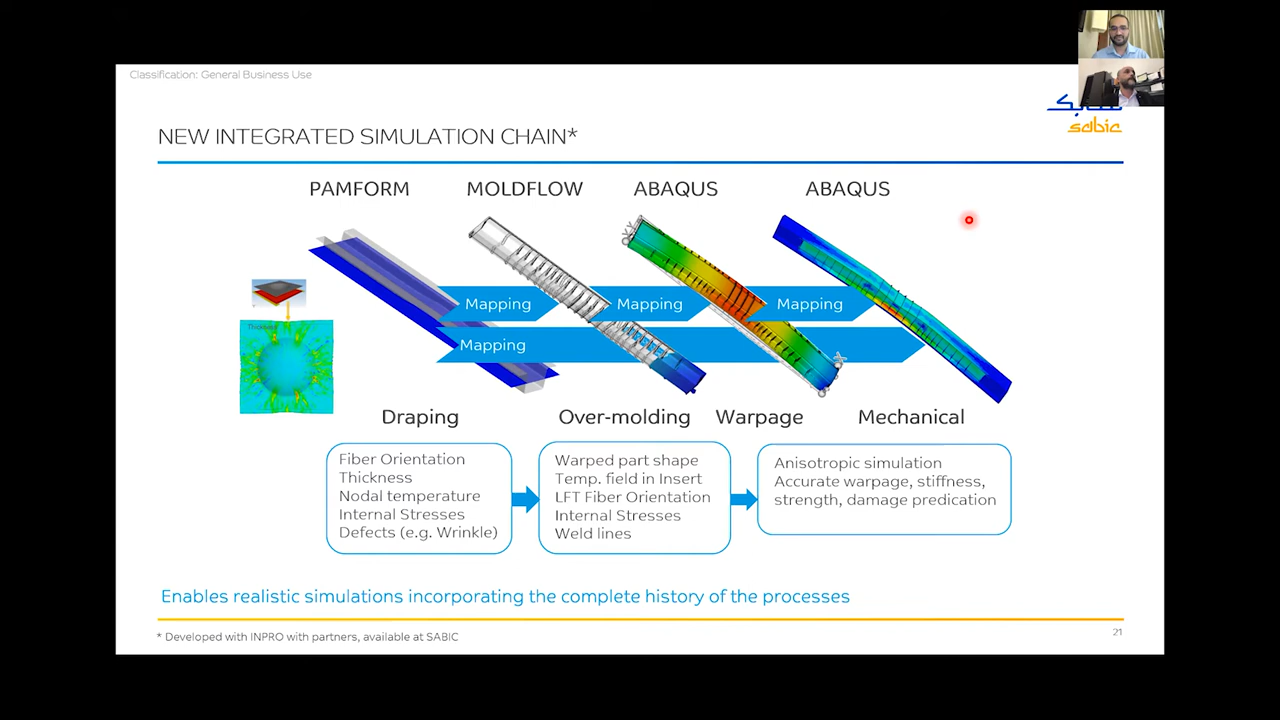 Classification: General Business Use
سابك
sabic
NEW INTEGRATED SIMULATION CHAIN*
PAMFORM MOLDFLOW ABAQUS ABAQUS
Mapping Mapping Mapping
Thickness
Mapping
Draping Over-molding Warpage Mechanical
Fiber Orientation
Thickness
Nodal temperature
Internal Stresses
Defects (e.g. Wrinkle)
Warped part shape
Temp. field in Insert
LFT Fiber Orientation
Internal Stresses
Weld lines
Anisotropic simulation
Accurate warpage, stiffness,
strength, damage predication
Enables realistic simulations incorporating the complete history of the processes
* Developed with INPRO with partners, available at SABIC
21